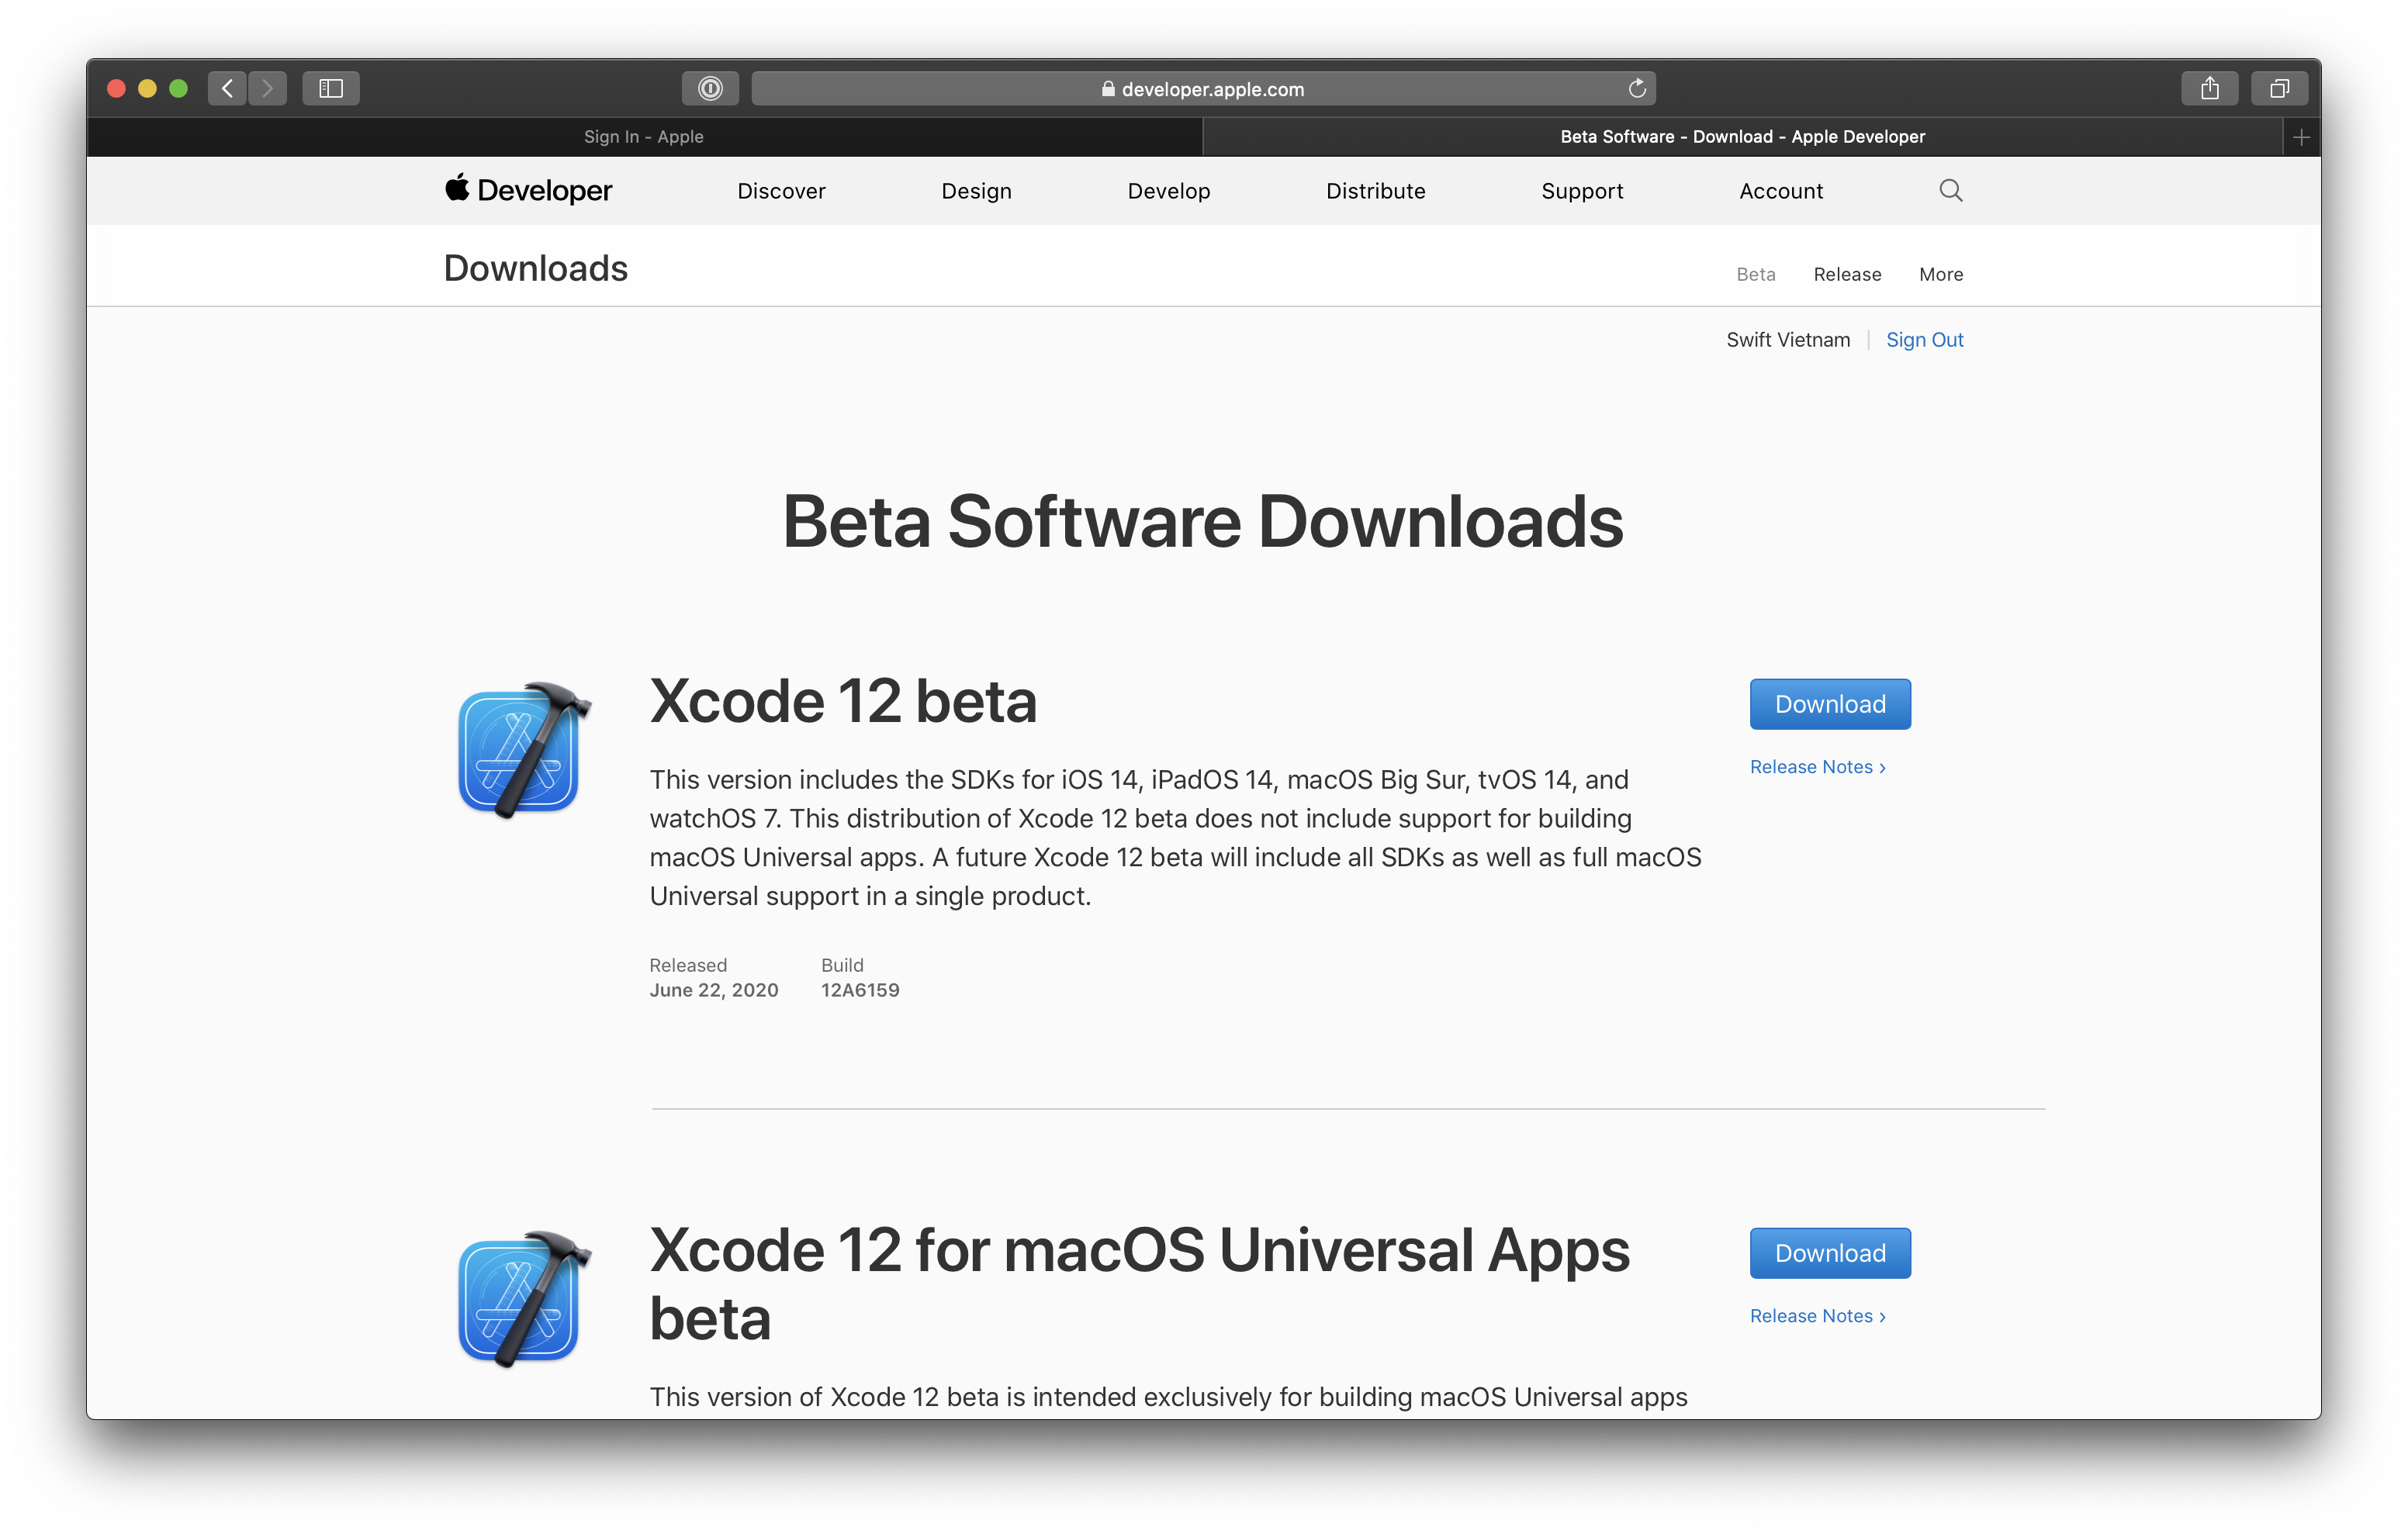 developer.apple.com
Sign In - Apple
Beta Software - Download - Apple Developer
Developer
Discover
Design
Develop
Distribute
Support
Account
Downloads
Beta
Release
More
Swift Vietnam
Sign Out
Beta Software Downloads
Xcode 12 beta
Download
Release Notes ›
This version includes the SDKs for iOS 14, iPadOS 14, macOS Big Sur, tvOS 14, and
watchOS 7. This distribution of Xcode 12 beta does not include support for building
macOS Universal apps. A future Xcode 12 beta will include all SDKs as well as full macOS
Universal support in a single product.
Released
June 22, 2020
Build
12A6159
Xcode 12 for macOS Universal Apps
beta
Download
Release Notes ›
This version of Xcode 12 beta is intended exclusively for building macOS Universal apps